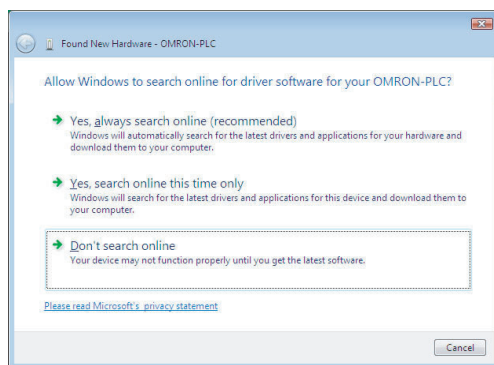 Found New Hardware - OMRON-PLC
Allow Windows to search online for driver software for your OMRON-PLC?
Yes, always search online (recommended)
Windows will automatically search for the latest drivers and applications for your hardware and
download them to your computer.
Yes, search online this time only
Windows will search for the latest drivers and applications for this device and download them to
your computer.
Don't search online
Your device may not function properly until you get the latest software.
Please read Microsoft's privacy statement
Cancel